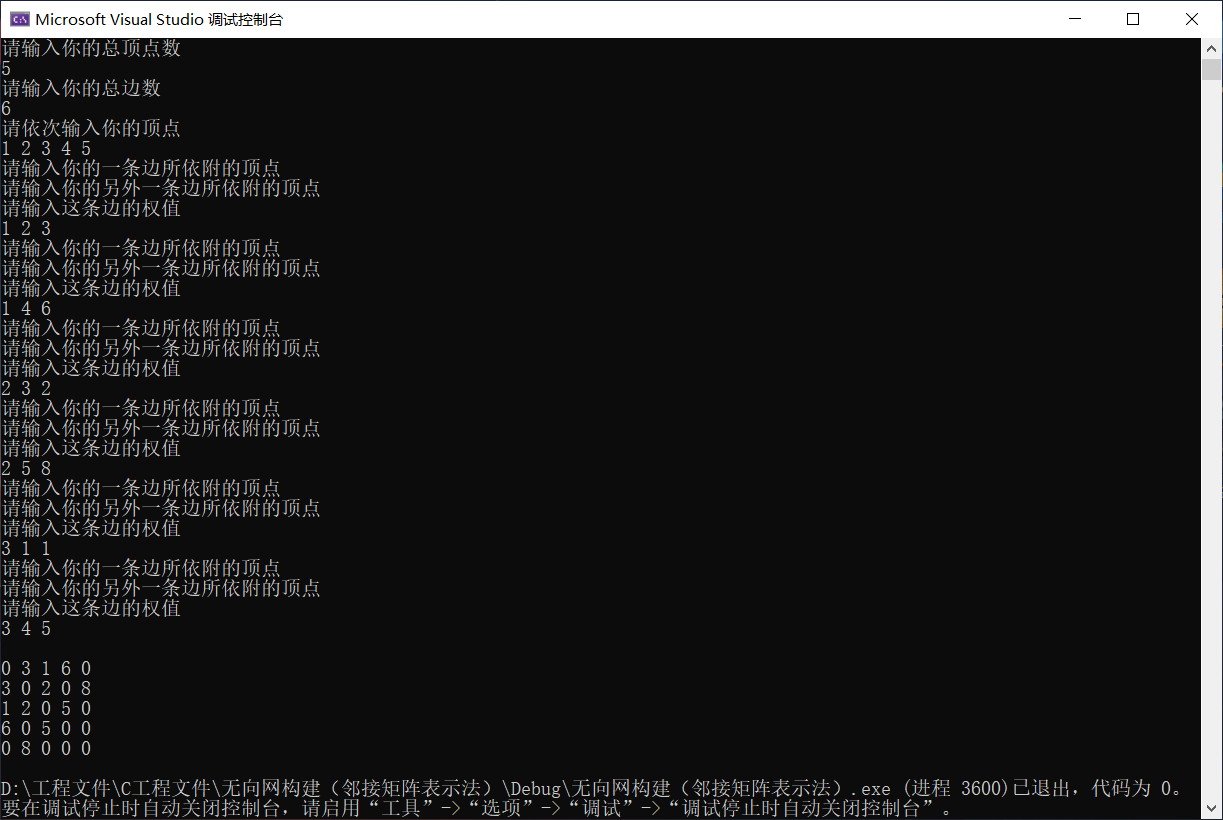 Microsoft Visual Studio 调试控制台
请输入你的总顶点数
5
请输入你的总边数
6
请依次输入你的顶点
1 2 3 4 5
请输入你的一条边所依附的顶点
请输入你的另外一条边所依附的顶点
请输入这条边的权值
1 2 3
请输入你的一条边所依附的顶点
请输入你的另外一条边所依附的顶点
请输入这条边的权值
1 4 6
请输入你的一条边所依附的顶点
请输入你的另外一条边所依附的顶点
请输入这条边的权值
2 3 2
请输入你的一条边所依附的顶点
请输入你的另外一条边所依附的顶点
请输入这条边的权值
2 5 8
请输入你的一条边所依附的顶点
请输入你的另外一条边所依附的顶点
请输入这条边的权值
3 1 1
请输入你的一条边所依附的顶点
请输入你的另外一条边所依附的顶点
请输入这条边的权值
3 4 5
0 3 1 6 0
3 0 2 0 8
1 2 0 5 0
6 0 5 0 0
0 8 0 0 0
D:\工程文件\C工程文件\无向网构建（邻接矩阵表示法）\Debug\无向网构建（邻接矩阵表示法）.exe (进程 3600)已退出，代码为 0。
要在调试停止时自动关闭控制台，请启用“工具”->“选项”->“调试”->“调试停止时自动关闭控制台”。